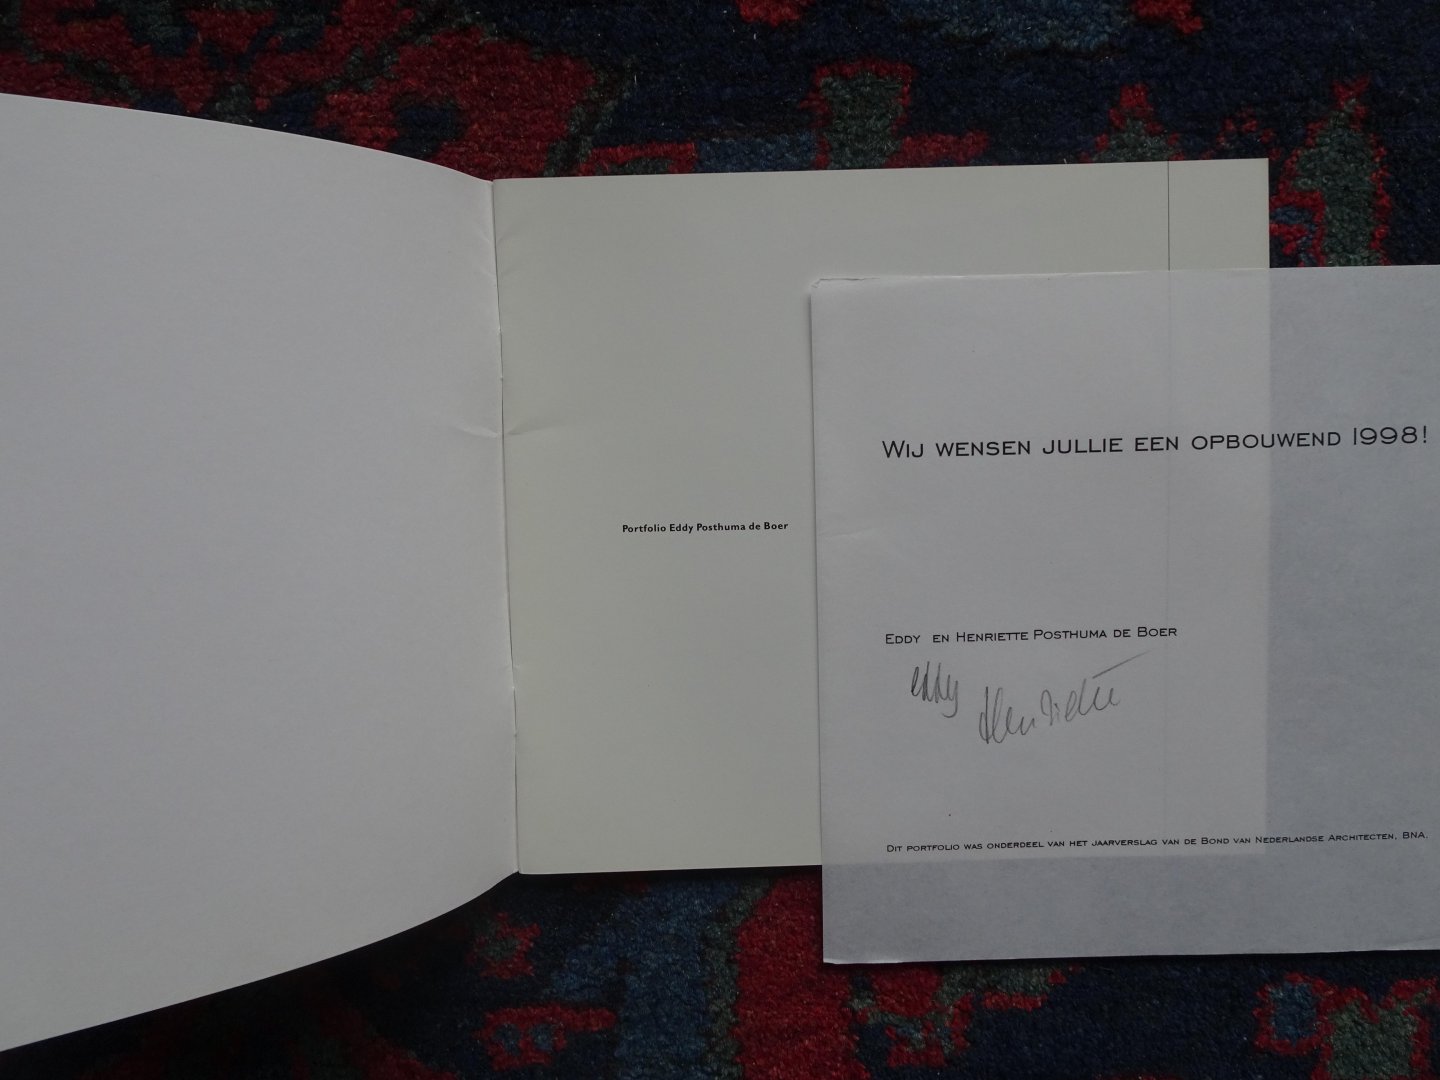 Portfolio Eddy Posthuma de Boer
WIJ WENSEN JULLIE EEN OPBOUWEND 1998!
EDDY EN HENRIETTE POSTHUMA DE BOER
eddy Henriette
DIT PORTFOLIO WAS ONDERDEEL VAN HET JAARVERSLAG VAN DE BOND VAN NEDERLANDSE ARCHITECTEN, BNA.